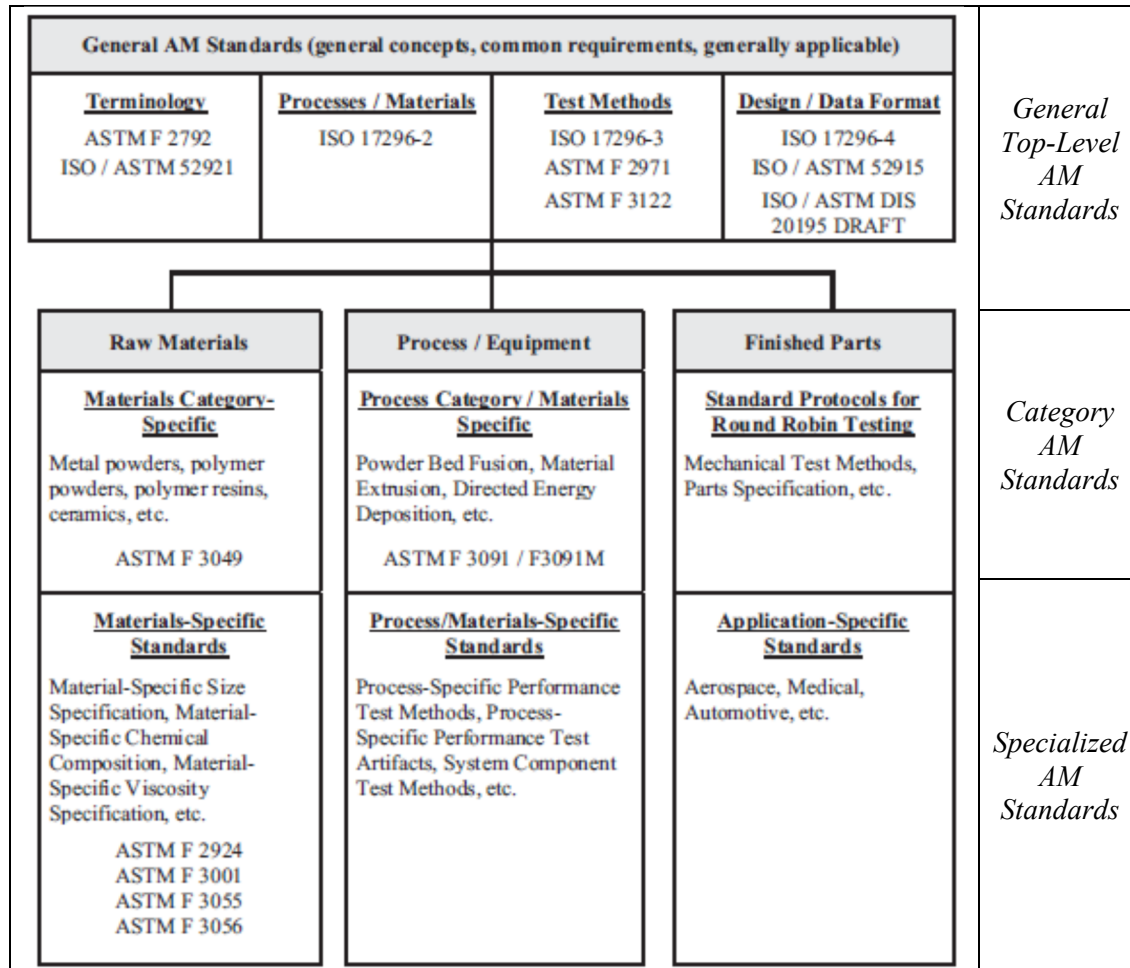 General AM Standards (general concepts, common requirements, generally applicable)
Terminology
ASTM F 2792
ISO / ASTM 52921
Processes / Materials
ISO 17296-2
Test Methods
ISO 17296-3
ASTM F 2971
ASTM F 3122
Design / Data Format
ISO 17296-4
ISO / ASTM 52915
ISO / ASTM DIS
20195 DRAFT
General
Top-Level
AM
Standards
Raw Materials
Materials Category-
Specific
Metal powders, polymer
powders, polymer resins,
ceramics, etc.
ASTM F 3049
Process / Equipment
Process Category / Materials
Specific
Powder Bed Fusion, Material
Extrusion, Directed Energy
Deposition, etc.
ASTM F 3091 / F3091M
Finished Parts
Standard Protocols for
Round Robin Testing
Mechanical Test Methods,
Parts Specification, etc.
Category
AM
Standards
Materials-Specific
Standards
Material-Specific Size
Specification, Material-
Specific Chemical
Composition, Material-
Specific Viscosity
Specification, etc.
ASTM F 2924
ASTM F 3001
ASTM F 3055
ASTM F 3056
Process/Materials-Specific
Standards
Process-Specific Performance
Test Methods, Process-
Specific Performance Test
Artifacts, System Component
Test Methods, etc.
Application-Specific
Standards
Aerospace, Medical,
Automotive, etc.
Specialized
AM
Standards